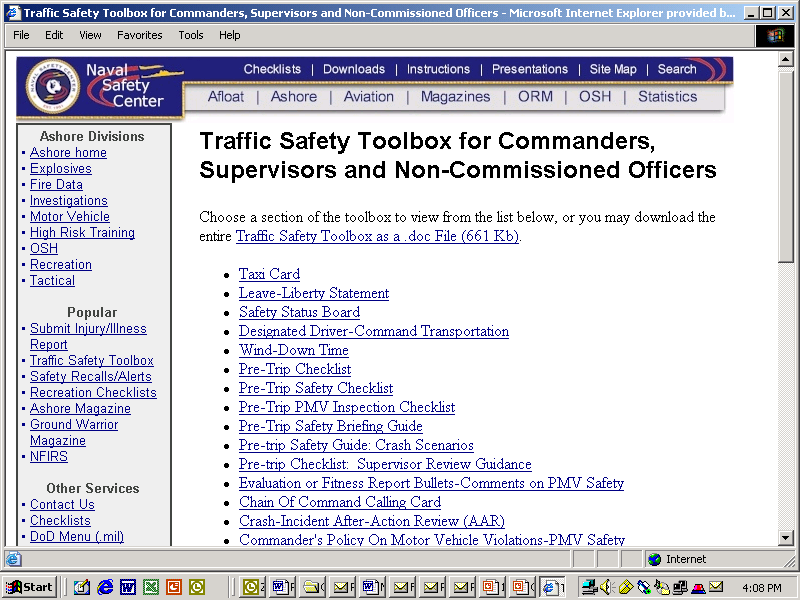 Traffic Safety Toolbox for Commanders, Supervisors and Non-Commissioned Officers - Microsoft Internet Explorer provided b...
File Edit View Favorites Tools Help
Naval Safety Center
Checklists | Downloads | Instructions | Presentations | Site Map | Search
Afloat | Ashore | Aviation | Magazines | ORM | OSH | Statistics
Ashore Divisions
Ashore home
Explosives
Fire Data
Investigations
Motor Vehicle
High Risk Training
OSH
Recreation
Tactical
Popular
Submit Injury/Illness
Report
Traffic Safety Toolbox
Safety Recalls/Alerts
Recreation Checklists
Ashore Magazine
Ground Warrior
Magazine
NFIRS
Other Services
Contact Us
Checklists
DoD Menu (.mil)
Traffic Safety Toolbox for Commanders,
Supervisors and Non-Commissioned Officers
Choose a section of the toolbox to view from the list below, or you may download the
entire Traffic Safety Toolbox as a .doc File (661 Kb).
Taxi Card
Leave-Liberty Statement
Safety Status Board
Designated Driver-Command Transportation
Wind-Down Time
Pre-Trip Checklist
Pre-Trip Safety Checklist
Pre-Trip PMV Inspection Checklist
Pre-Trip Safety Briefing Guide
Pre-trip Safety Guide: Crash Scenarios
Pre-trip Checklist:  Supervisor Review Guidance
Evaluation or Fitness Report Bullets-Comments on PMV Safety
Chain Of Command Calling Card
Crash-Incident After-Action Review (AAR)
Commander's Policy On Motor Vehicle Violations-PMV Safety
Internet
Start
4:08 PM